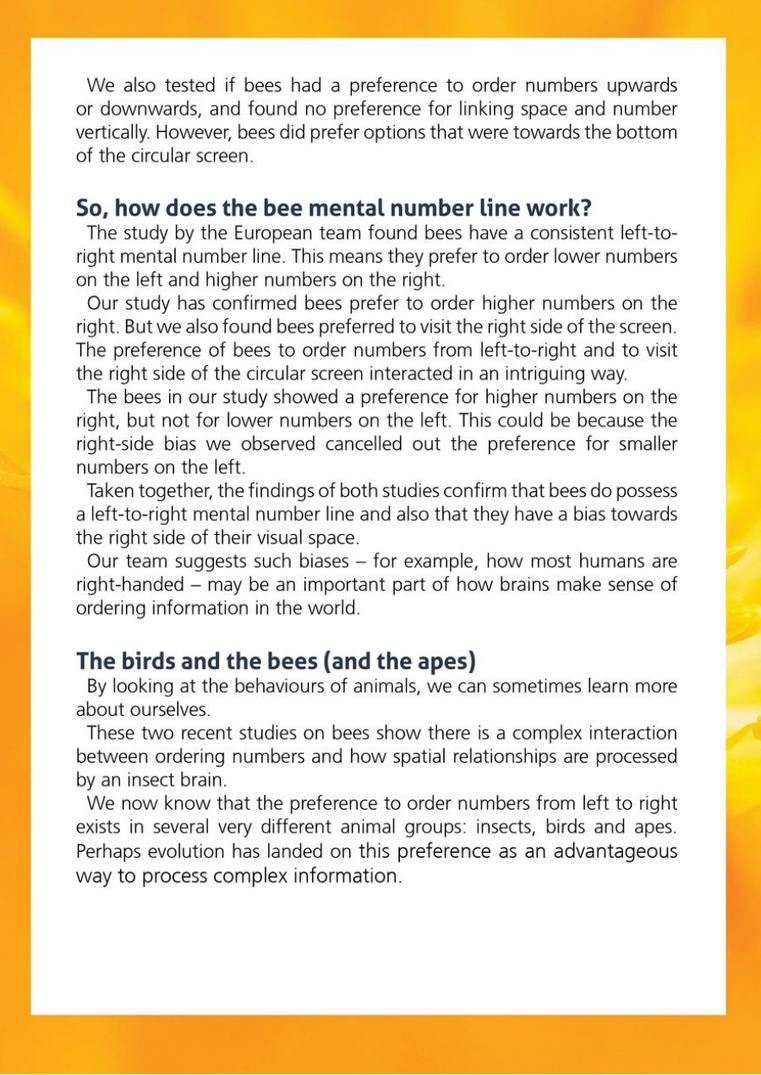 We also tested if bees had a preference to order numbers upwards
or downwards, and found no preference for linking space and number
vertically. However, bees did prefer options that were towards the bottom
of the circular screen.
So, how does the bee mental number line work?
The study by the European team found bees have a consistent left-to-
right mental number line. This means they prefer to order lower numbers
on the left and higher numbers on the right.
Our study has confirmed bees prefer to order higher numbers on the
right. But we also found bees preferred to visit the right side of the screen.
The preference of bees to order numbers from left-to-right and to visit
the right side of the circular screen interacted in an intriguing way.
The bees in our study showed a preference for higher numbers on the
right, but not for lower numbers on the left. This could be because the
right-side bias we observed cancelled out the preference for smaller
numbers on the left.
Taken together, the findings of both studies confirm that bees do possess
a left-to-right mental number line and also that they have a bias towards
the right side of their visual space.
Our team suggests such biases – for example, how most humans are
right-handed – may be an important part of how brains make sense of
ordering information in the world.
The birds and the bees (and the apes)
By looking at the behaviours of animals, we can sometimes learn more
about ourselves.
These two recent studies on bees show there is a complex interaction
between ordering numbers and how spatial relationships are processed
by an insect brain.
We now know that the preference to order numbers from left to right
exists in several very different animal groups: insects, birds and apes.
Perhaps evolution has landed on this preference as an advantageous
way to process complex information.